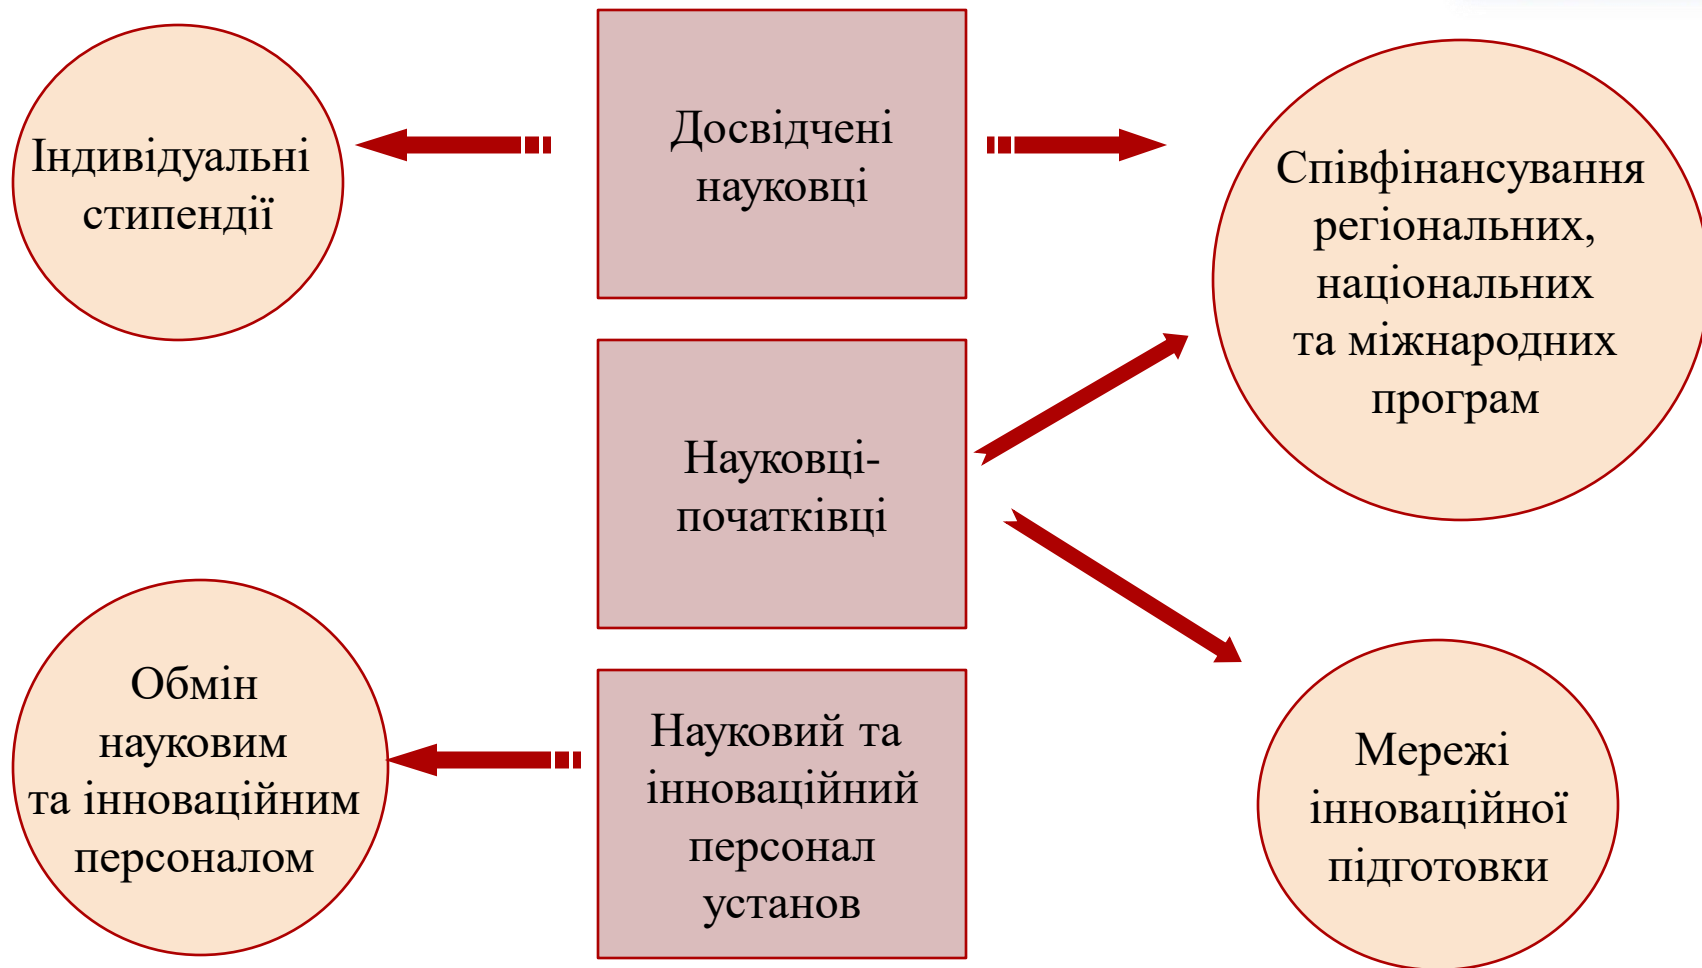 Індивідуальні
стипендії
Досвідчені
науковці
Співфінансування
регіональних,
національних
та міжнародних
програм
Науковці-
початківці
Обмін
науковим
та інноваційним
персоналом
Науковий та
інноваційний
персонал
установ
Мережі
інноваційної
підготовки